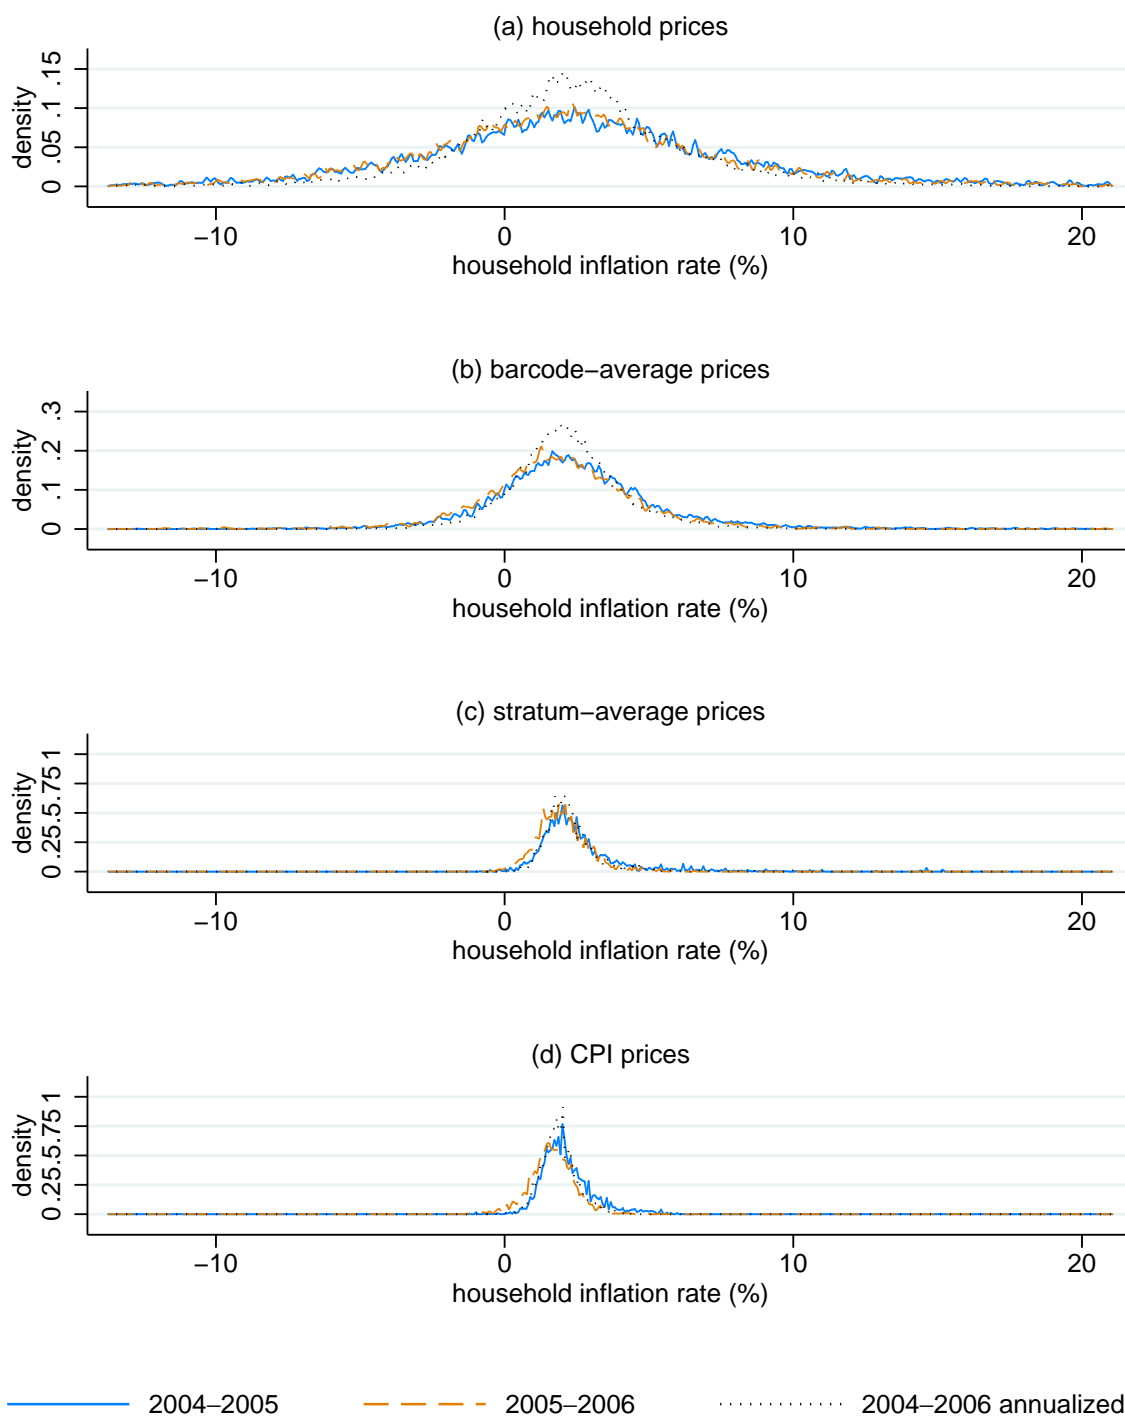 (a) household prices
density
0 .05 .1 .15
−10 0 10 20
household inflation rate (%)
(b) barcode−average prices
density
0 .1 .2 .3
−10 0 10 20
household inflation rate (%)
(c) stratum−average prices
density
0 .25 .5 .75 1
−10 0 10 20
household inflation rate (%)
(d) CPI prices
density
0 .25 .5 .75 1
−10 0 10 20
household inflation rate (%)
2004−2005 2005−2006 2004−2006 annualized